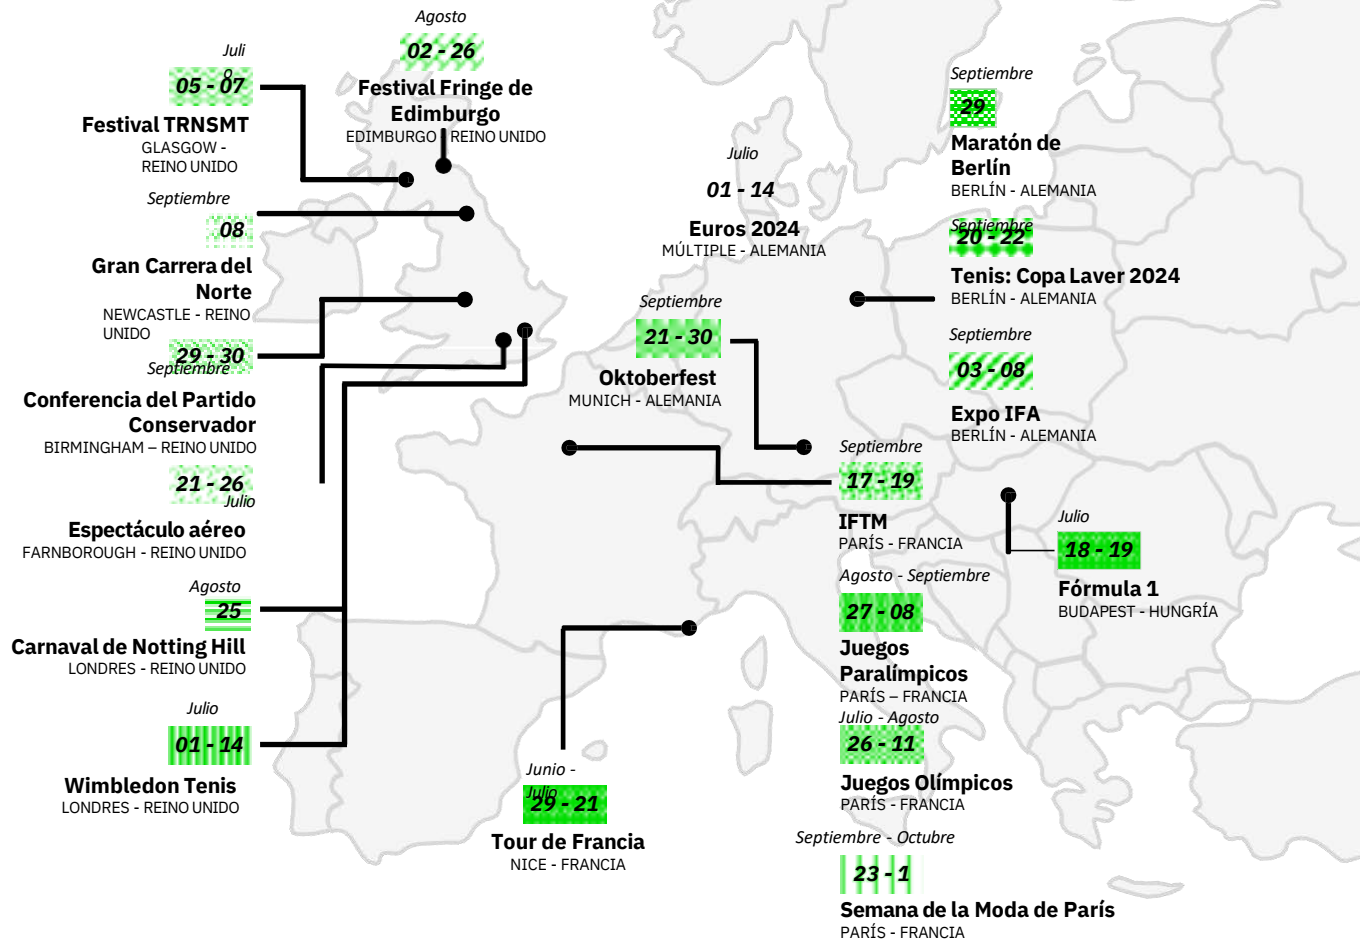 Agosto
02 - 26
Festival Fringe de
Edimburgo
EDIMBURGO - REINO UNIDO
Julio
05 - 07
Festival TRNSMT
GLASGOW -
REINO UNIDO
Septiembre
08
Gran Carrera del
Norte
NEWCASTLE - REINO
UNIDO
29 - 30
Septiembre
Conferencia del Partido
Conservador
BIRMINGHAM – REINO UNIDO
21 - 26
Julio
Espectáculo aéreo
FARNBOROUGH - REINO UNIDO
Agosto
25
Carnaval de Notting Hill
LONDRES - REINO UNIDO
Julio
01 - 14
Wimbledon Tenis
LONDRES - REINO UNIDO
Julio
01 - 14
Euros 2024
MÚLTIPLE - ALEMANIA
Septiembre
21 - 30
Oktoberfest
MUNICH - ALEMANIA
Junio -
Julio
29 - 21
Tour de Francia
NICE - FRANCIA
Septiembre
29
Maratón de
Berlín
BERLÍN - ALEMANIA
Septiembre
20 - 22
Tenis: Copa Laver 2024
BERLÍN - ALEMANIA
Septiembre
03 - 08
Expo IFA
BERLÍN - ALEMANIA
Septiembre
17 - 19
IFTM
PARÍS - FRANCIA
Julio
18 - 19
Fórmula 1
BUDAPEST - HUNGRÍA
Agosto - Septiembre
27 - 08
Juegos
Paralímpicos
PARÍS – FRANCIA
Julio - Agosto
26 - 11
Juegos Olímpicos
PARÍS - FRANCIA
Septiembre - Octubre
23 - 1
Semana de la Moda de París
PARÍS - FRANCIA